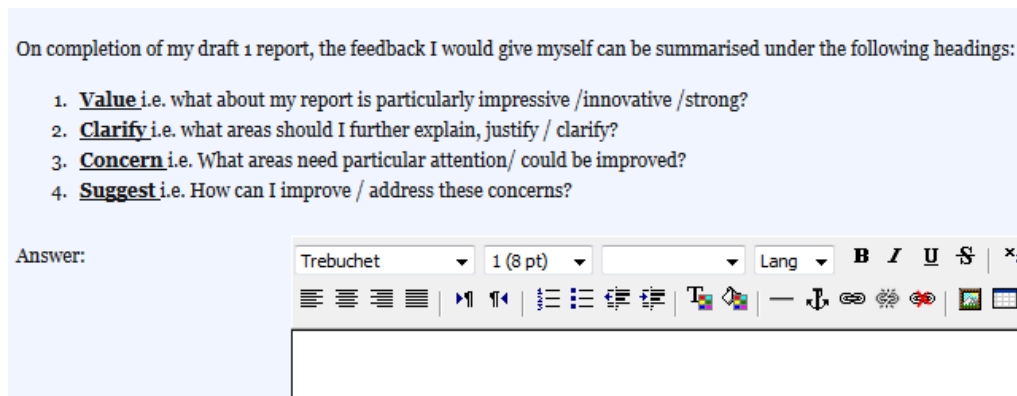 On completion of my draft 1 report, the feedback I would give myself can be summarised under the following headings:
1. Value i.e. what about my report is particularly impressive /innovative /strong?
2. Clarify i.e. what areas should I further explain, justify / clarify?
3. Concern i.e. What areas need particular attention/ could be improved?
4. Suggest i.e. How can I improve / address these concerns?
Answer:
Trebuchet 1 (8 pt) Lang B I U S